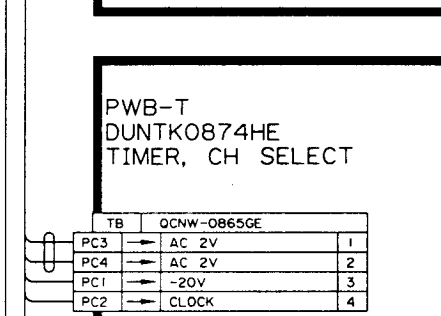 PWB-T
DUNTK0874HE
TIMER, CH SELECT
TB QCNW-0865GE
PC3 AC 2V 1
PC4 AC 2V 2
PC1 -20V 3
PC2 CLOCK 4